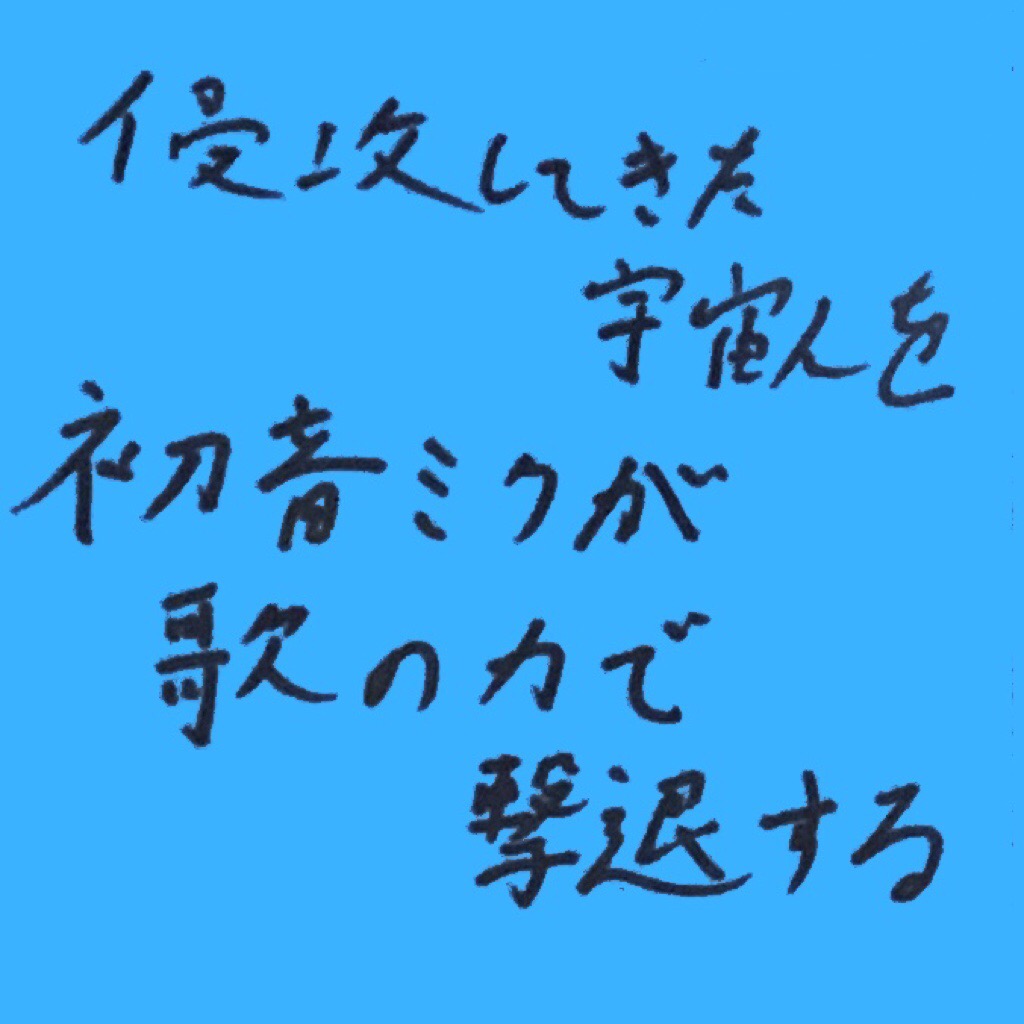 侵攻してきた
宇宙人を
初音ミクが
歌の力で
撃退する